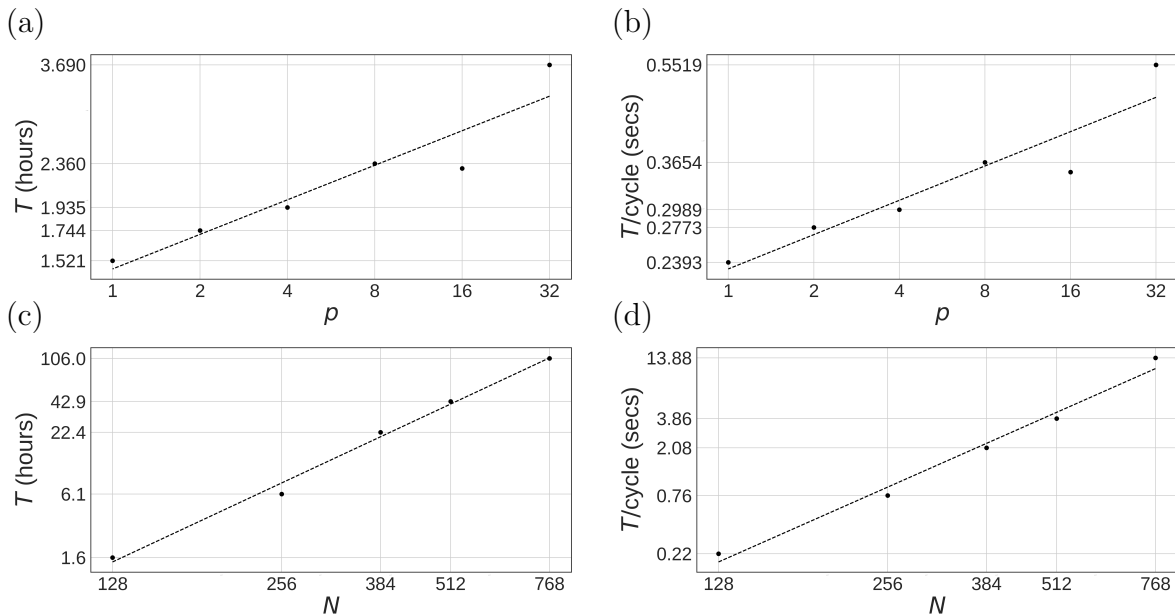 (a)
3.690
2.360
1.935
1.744
1.521
T (hours)
1 2 4 8 16 32
p
(b)
0.5519
0.3654
0.2989
0.2773
0.2393
T/cycle (secs)
1 2 4 8 16 32
p
(c)
106.0
42.9
22.4
6.1
1.6
T (hours)
128 256 384 512 768
N
(d)
13.88
3.86
2.08
0.76
0.22
T/cycle (secs)
128 256 384 512 768
N